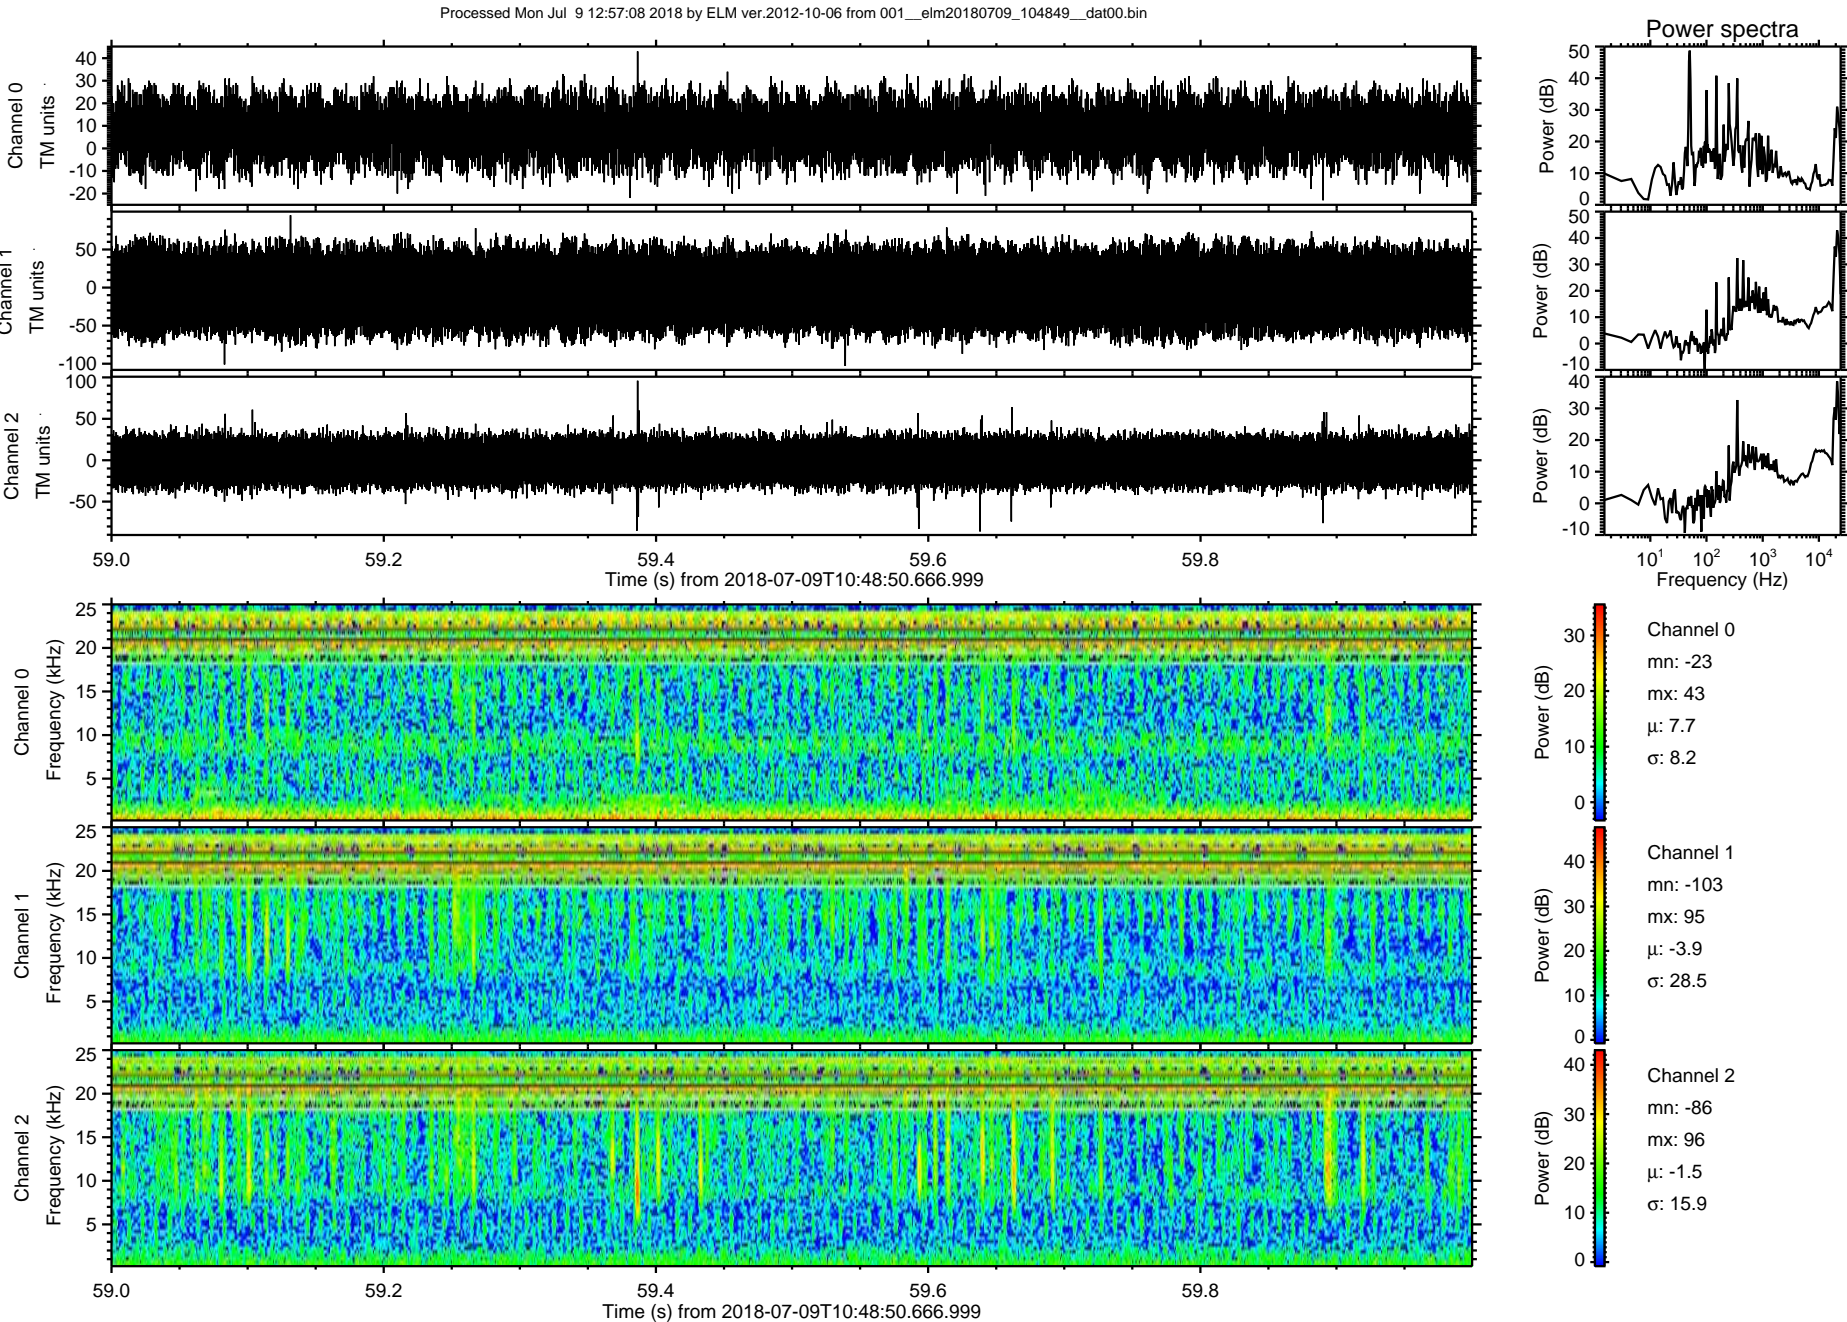 Processed Mon Jul  9 12:57:08 2018 by ELM ver.2012-10-06 from 001__elm20180709_104849__dat00.bin
Power spectra
Channel 0
TM units
40
30
20
10
0
-10
-20
Power (dB)
50
40
30
20
10
0
Channel 1
TM units
50
0
-50
-100
Power (dB)
50
40
30
20
10
0
-10
Channel 2
TM units
100
50
0
-50
Power (dB)
40
30
20
10
0
-10
59.0 59.2 59.4 59.6 59.8
Time (s) from 2018-07-09T10:48:50.666.999
10^1 10^2 10^3 10^4
Frequency (Hz)
Channel 0
Frequency (kHz)
25
20
15
10
5
Power (dB)
30
20
10
0
Channel 0
mn: -23
mx: 43
μ: 7.7
σ: 8.2
Channel 1
Frequency (kHz)
25
20
15
10
5
Power (dB)
40
30
20
10
0
Channel 1
mn: -103
mx: 95
μ: -3.9
σ: 28.5
Channel 2
Frequency (kHz)
25
20
15
10
5
Power (dB)
40
30
20
10
0
Channel 2
mn: -86
mx: 96
μ: -1.5
σ: 15.9
59.0 59.2 59.4 59.6 59.8
Time (s) from 2018-07-09T10:48:50.666.999